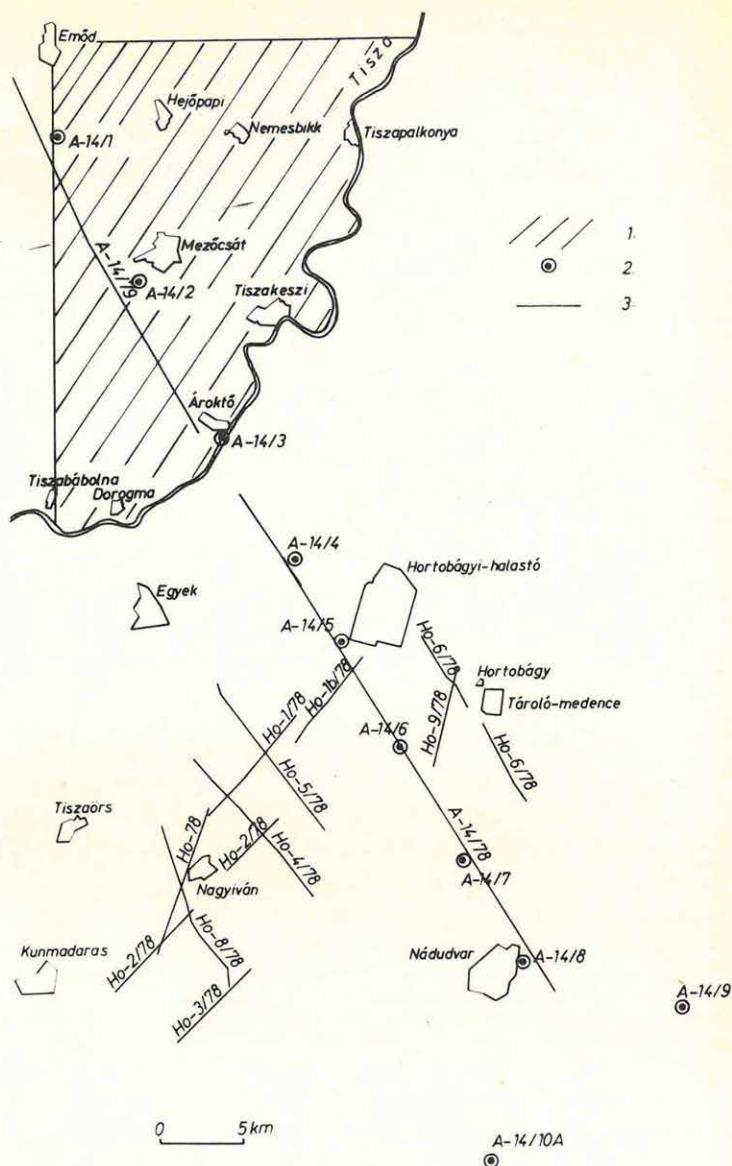 Emőd
Tisza
Hejőpapi
Nemesbikk
Tiszapalkonya
A-14/1
1.
2.
3.
Mezőcsát
A-14/79
A-14/2
Tiszakeszi
Ároktő
A-14/3
Tiszabábolna
Dorogma
A-14/4
Hortobágyi-halastó
Egyek
A-14/5
Ho-6/78
Hortobágy
Tároló-medence
Ho-1b/78
Ho-1/78
Ho-9/78
A-14/6
Ho-6/78
Ho-5/78
Tiszaörs
Ho-78
Ho-2/78
Ho-4/78
A-14/78
A-14/7
Nagyiván
Kunmadaras
Ho-2/78
Ho-8/78
Ho-3/78
Nádudvar
A-14/8
A-14/9
0 5 km
A-14/10A